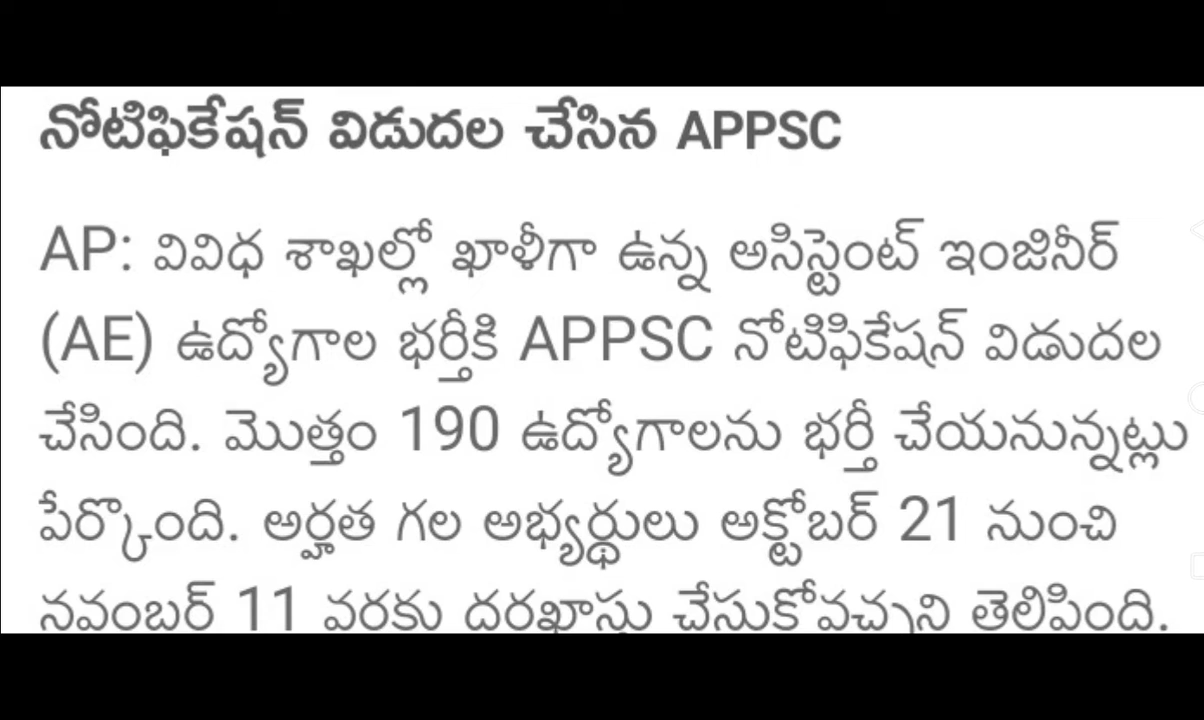 నోటిఫికేషన్ విడుదల చేసిన APPSC
AP: వివిధ శాఖల్లో ఖాళీగా ఉన్న అసిస్టెంట్ ఇంజినీర్
(AE) ఉద్యోగాల భర్తీకి APPSC నోటిఫికేషన్ విడుదల
చేసింది. మొత్తం 190 ఉద్యోగాలను భర్తీ చేయనున్నట్లు
పేర్కొంది. అర్హత గల అభ్యర్థులు అక్టోబర్ 21 నుంచి
నవంబర్ 11 వరకు దరఖాస్తు చేసుకోవచ్చని తెలిపింది.